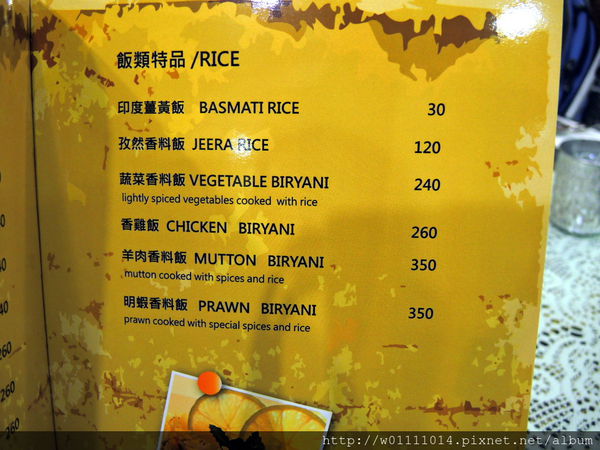 飯類特品 /RICE
印度薑黃飯 BASMATI RICE 30
孜然香料飯 JEERA RICE 120
蔬菜香料飯 VEGETABLE BIRYANI 240
lightly spiced vegetables cooked with rice
香雞飯 CHICKEN BIRYANI 260
羊肉香料飯 MUTTON BIRYANI 350
mutton cooked with spices and rice
明蝦香料飯 PRAWN BIRYANI 350
prawn cooked with special spices and rice
260
260
260
http://w01111014.pixnet.net/album